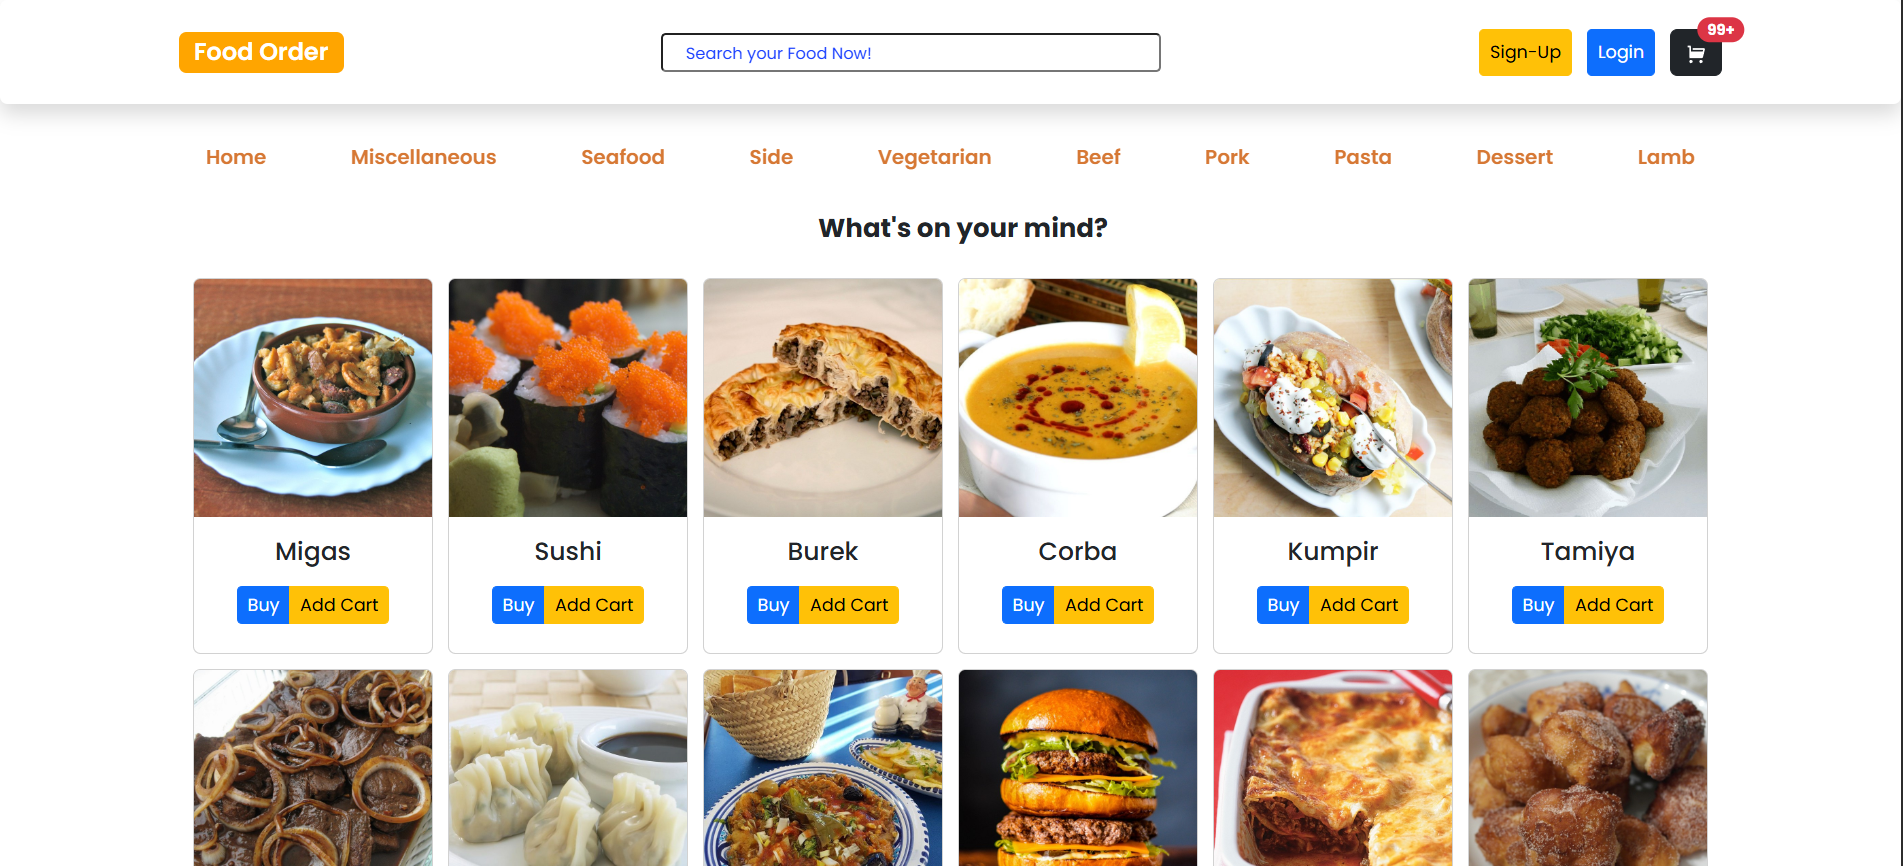 Food Order
Search your Food Now!
Sign-Up
Login
99+
Home Miscellaneous Seafood Side Vegetarian Beef Pork Pasta Dessert Lamb
What's on your mind?
Migas
Buy Add Cart
Sushi
Buy Add Cart
Burek
Buy Add Cart
Corba
Buy Add Cart
Kumpir
Buy Add Cart
Tamiya
Buy Add Cart